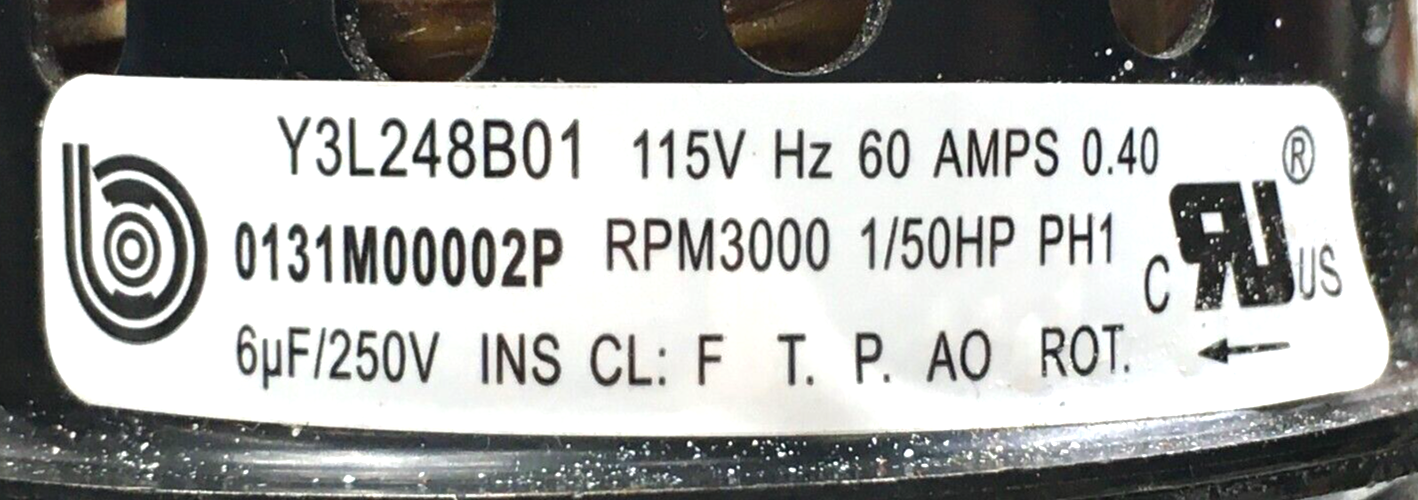 Y3L248B01 115V Hz 60 AMPS 0.40
0131M00002P RPM3000 1/50HP PH1
6µF/250V INS CL: F T. P. AO ROT. ←
C RU US ®